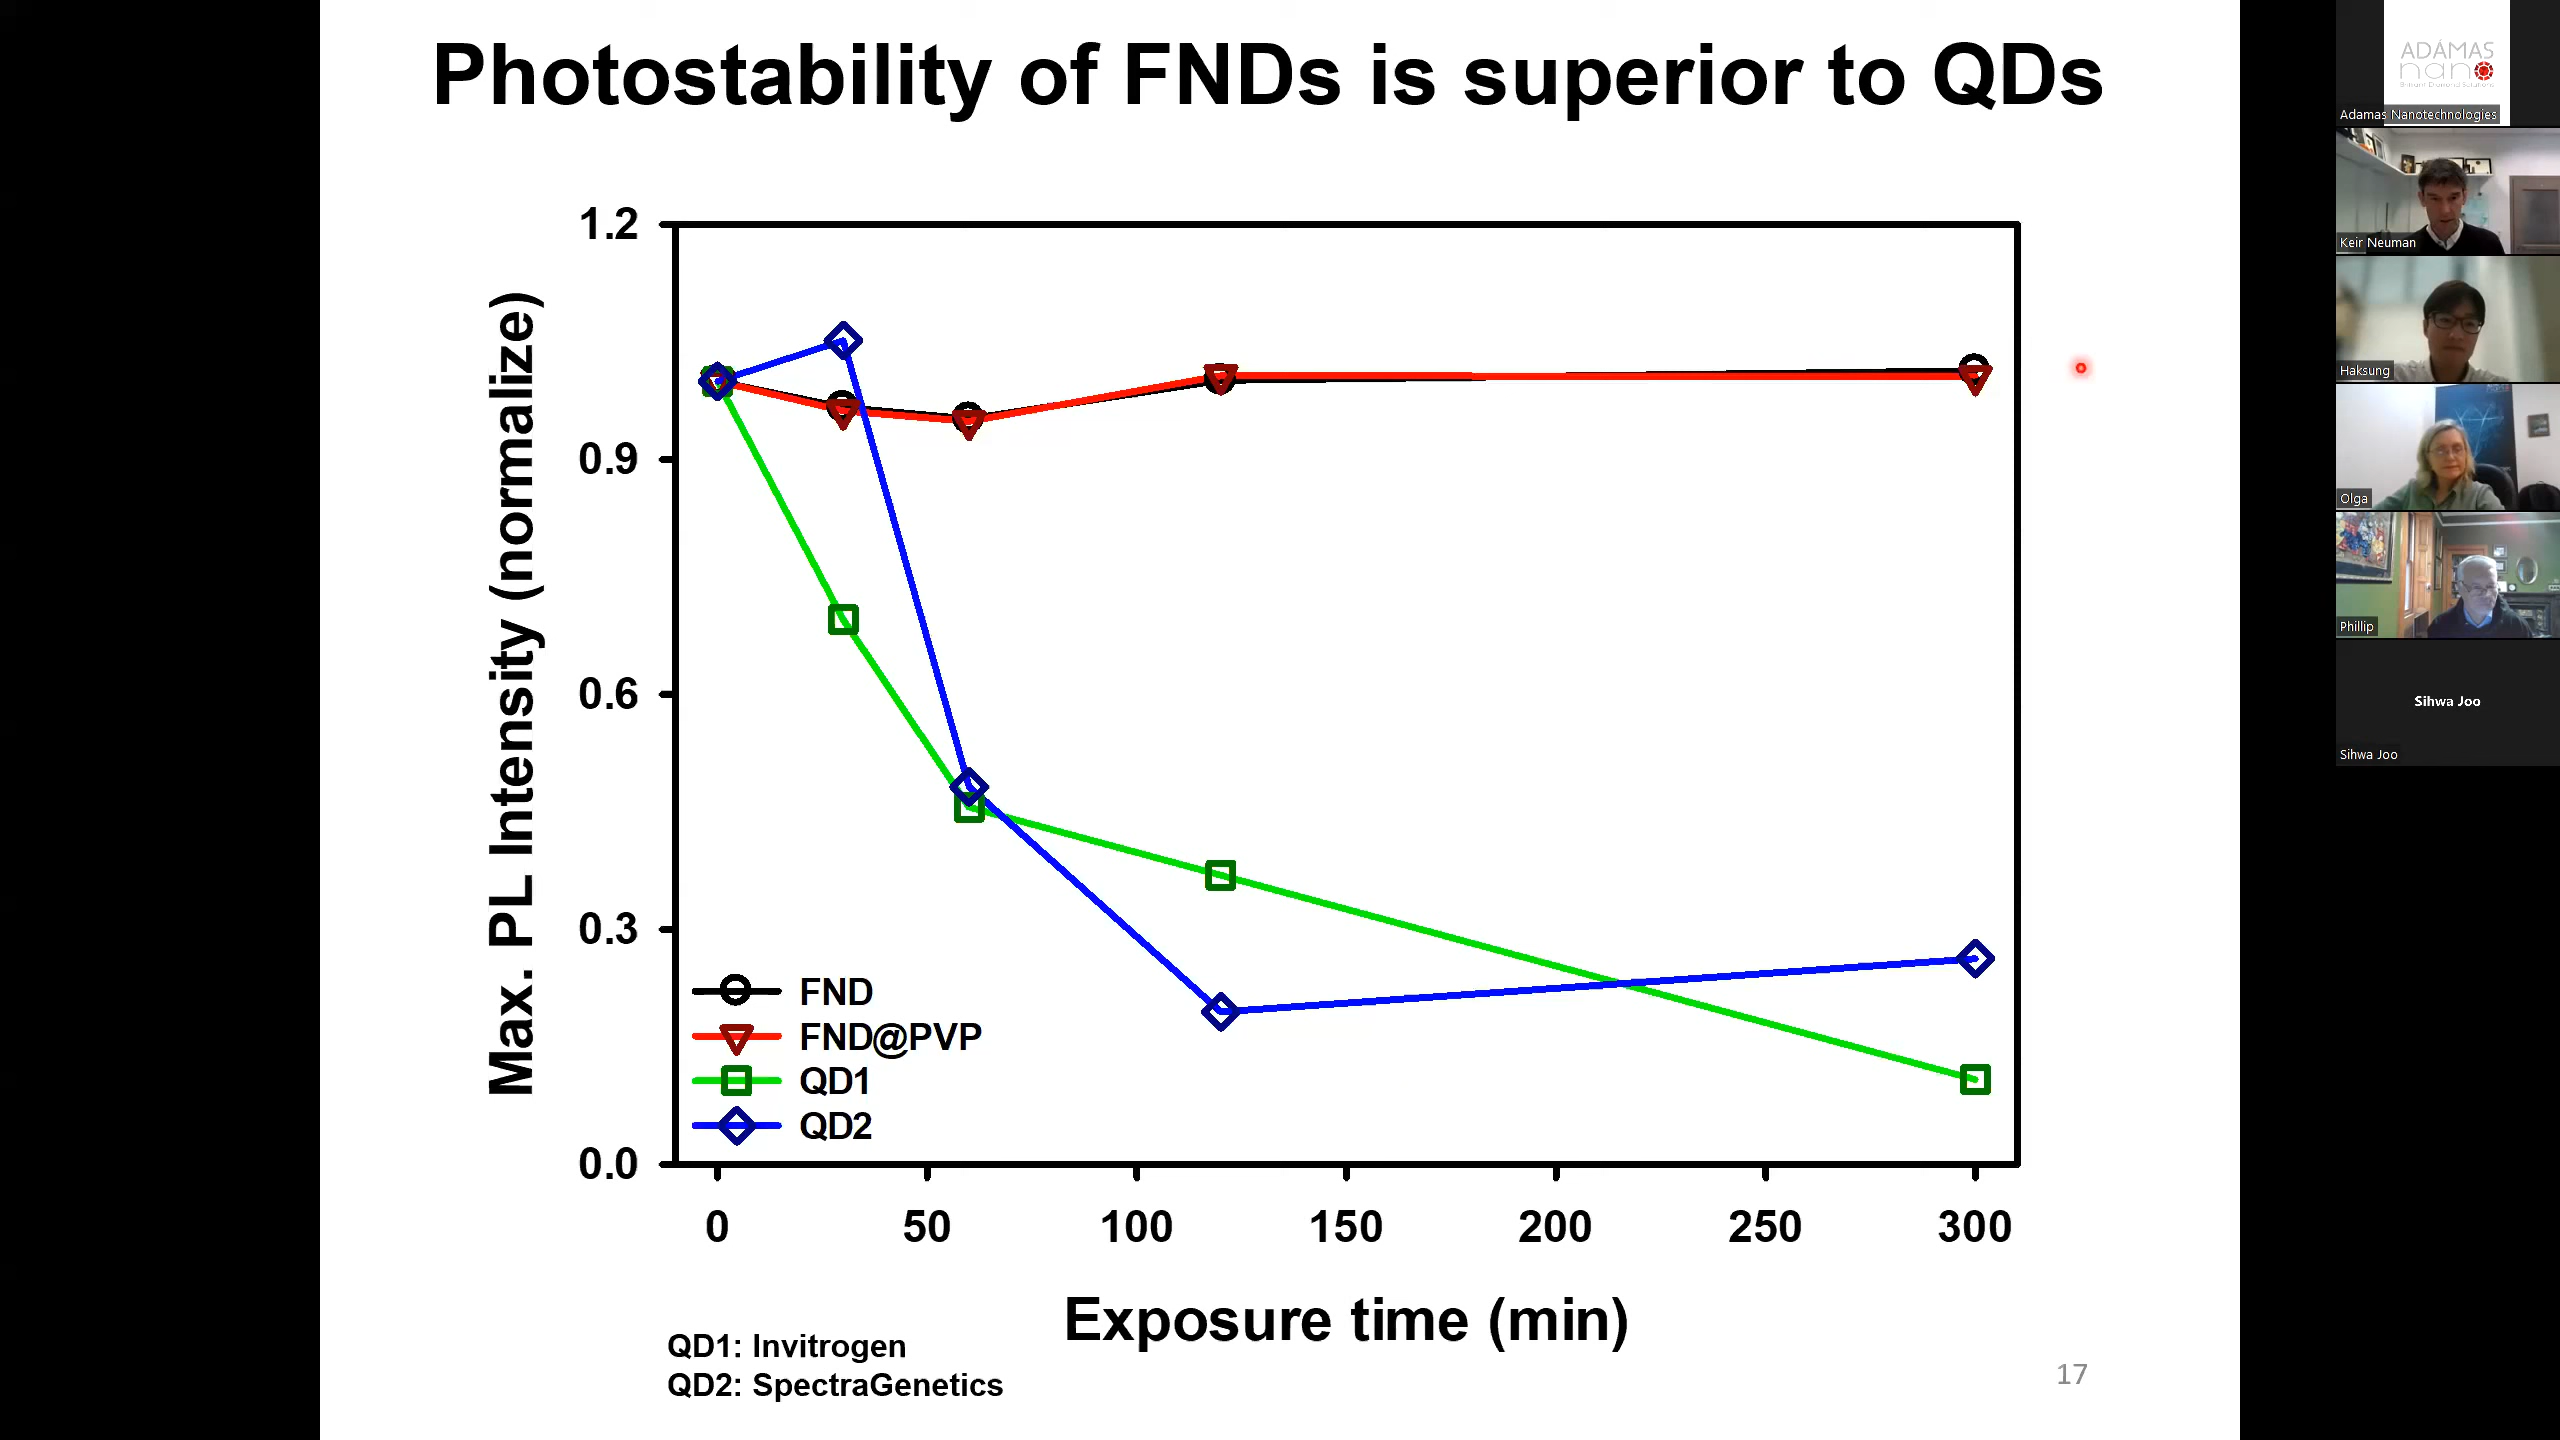 Photostability of FNDs is superior to QDs
Max. PL Intensity (normalize)
1.2
0.9
0.6
0.3
0.0
FND
FND@PVP
QD1
QD2
0 50 100 150 200 250 300
Exposure time (min)
QD1: Invitrogen
QD2: SpectraGenetics
17
ADÁMAS
nano
Adamas Nanotechnologies
Keir Neuman
Haksung
Olga
Phillip
Sihwa Joo
Sihwa Joo